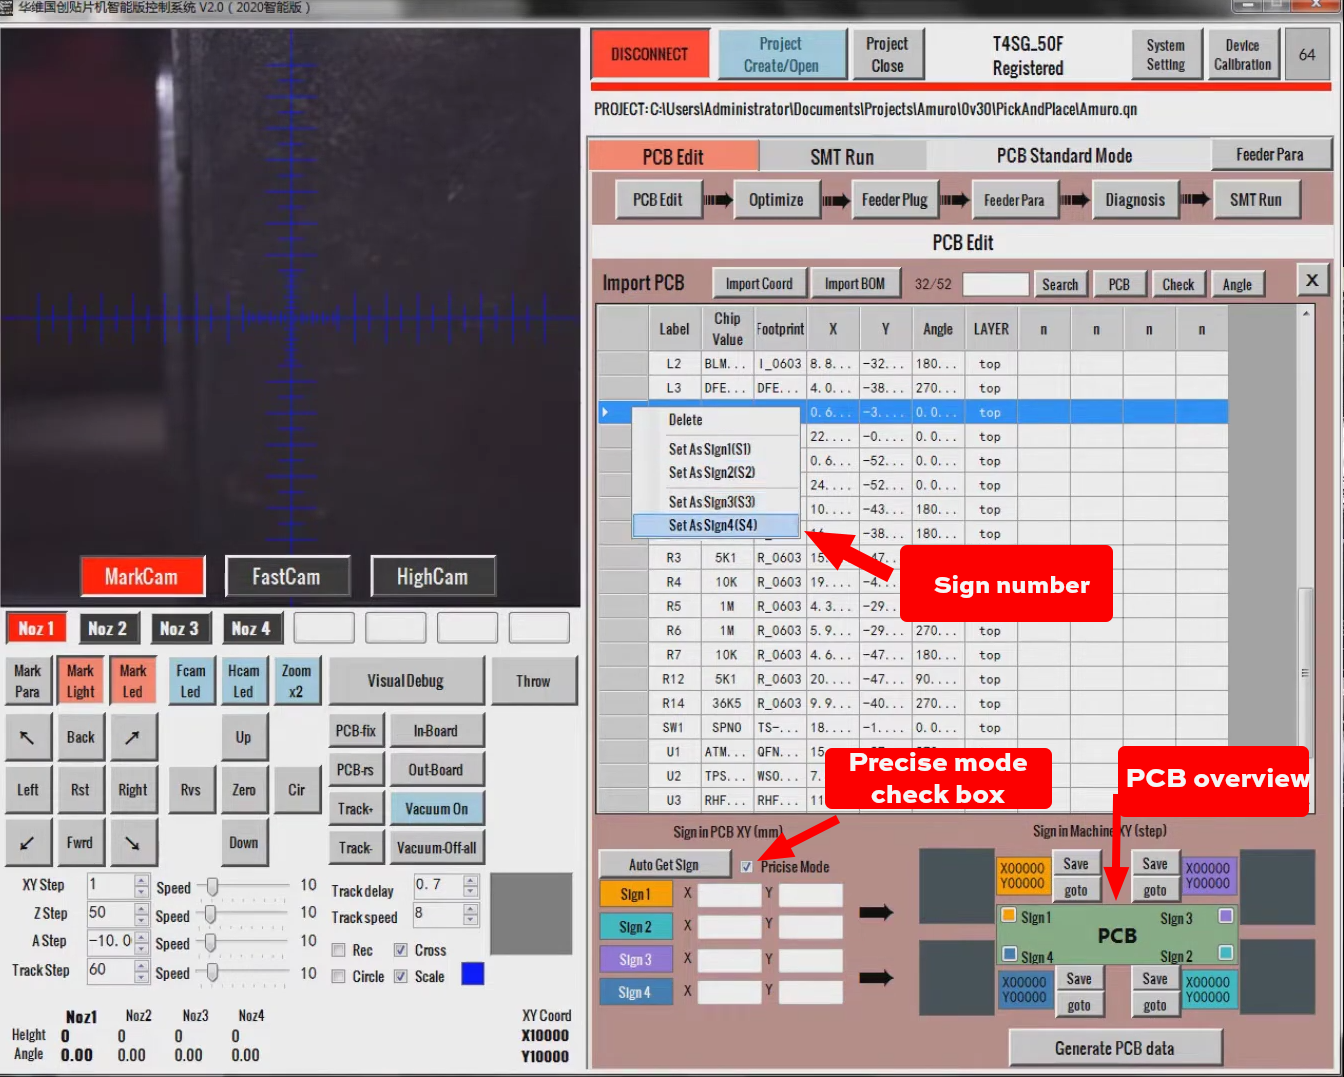 华维国创贴片机智能版控制系统 V2.0 ( 2020智能版 )
DISCONNECT
Project
Create/Open
Project
Close
T4SG_50F
Registered
System
Setting
Device
Calibration
64
PROJECT: C:\Users\Administrator\Documents\Projects\Amuro\0v30\PickAndPlace\Amuro.qn
PCB Edit
SMT Run
PCB Standard Mode
Feeder Para
PCB Edit
Optimize
Feeder Plug
Feeder Para
Diagnosis
SMT Run
PCB Edit
Import PCB
Import Coord
Import BOM
32/52
Search
PCB
Check
Angle
X
Label Chip Value Footprint X Y Angle LAYER n n n n
L2 BLM... I_0603 8.8... -32... 180... top
L3 DFE... DFE... 4.0... -38... 270... top
0.6... -3.... 0.0... top
22.... -0.... 0.0... top
0.6... -52... 0.0... top
24.... -52... 0.0... top
10.... -43... 180... top
-38... 180... top
R3 5K1 R_0603 15. -47.
R4 10K R_0603 19.... -4...
R5 1M R_0603 4.3... -29...
R6 1M R_0603 5.9... -29... 270... top
R7 10K R_0603 4.6... -47... 180... top
R12 5K1 R_0603 20.... -47... 90.... top
R14 36K5 R_0603 9.9... -40... 270... top
SW1 SPNO TS-... 18.... -1.... 0.0... top
U1 ATM... QFN... 15
U2 TPS... WSO... 7.
U3 RHF... RHF... 11
Delete
Set As Sign1(S1)
Set As Sign2(S2)
Set As Sign3(S3)
Set As Sign4(S4)
Sign number
Precise mode
check box
PCB overview
MarkCam
FastCam
HighCam
Noz 1
Noz 2
Noz 3
Noz 4
Mark
Para
Mark
Light
Mark
Led
Fcam
Led
Hcam
Led
Zoom
x2
Visual Debug
Throw
↖
Back
↗
Up
PCB-fix
In-Board
Left
Rst
Right
Rvs
Zero
Cir
PCB-rs
Out-Board
Track+
Vacuum On
↙
Fwrd
↘
Down
Track-
Vacuum-Off-all
XY Step 1 Speed 10
Z Step 50 Speed 10
A Step -10.0 Speed 10
Track Step 60 Speed 10
Track delay 0.7
Track speed 8
Rec
Cross
Circle
Scale
Noz1 Noz2 Noz3 Noz4
Height 0 0 0 0
Angle 0.00 0.00 0.00 0.00
XY Coord
X10000
Y10000
Sign in PCB XY (mm)
Auto Get Sign
Pricise Mode
Sign 1 X Y
Sign 2 X Y
Sign 3 X Y
Sign 4 X Y
Sign in Machine XY (step)
X00000
Y00000
Save
goto
Save
goto
X00000
Y00000
Sign 1
Sign 3
PCB
Sign 4
Sign 2
X00000
Y00000
Save
goto
Save
goto
X00000
Y00000
Generate PCB data